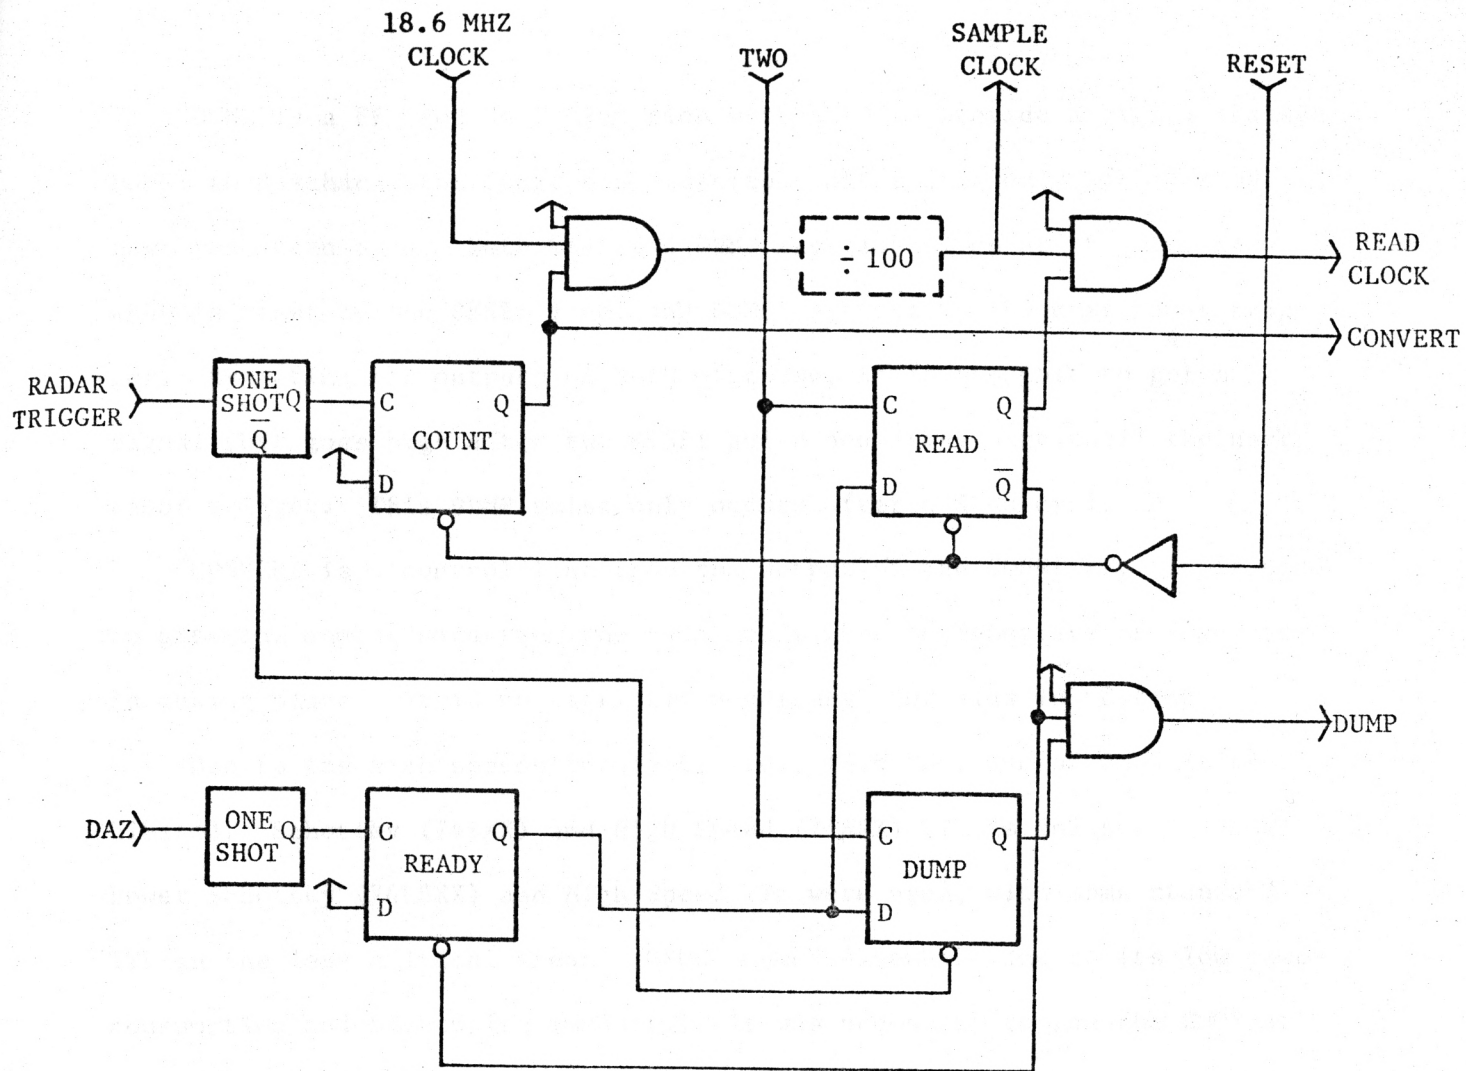 18.6 MHZ
CLOCK
TWO
SAMPLE
CLOCK
RESET
÷ 100
READ
CLOCK
CONVERT
RADAR
TRIGGER
ONE
SHOT Q
Q̅
C Q
COUNT
D
C Q
READ
D Q̅
DUMP
DAZ
ONE
SHOT Q
C Q
READY
D
C Q
DUMP
D